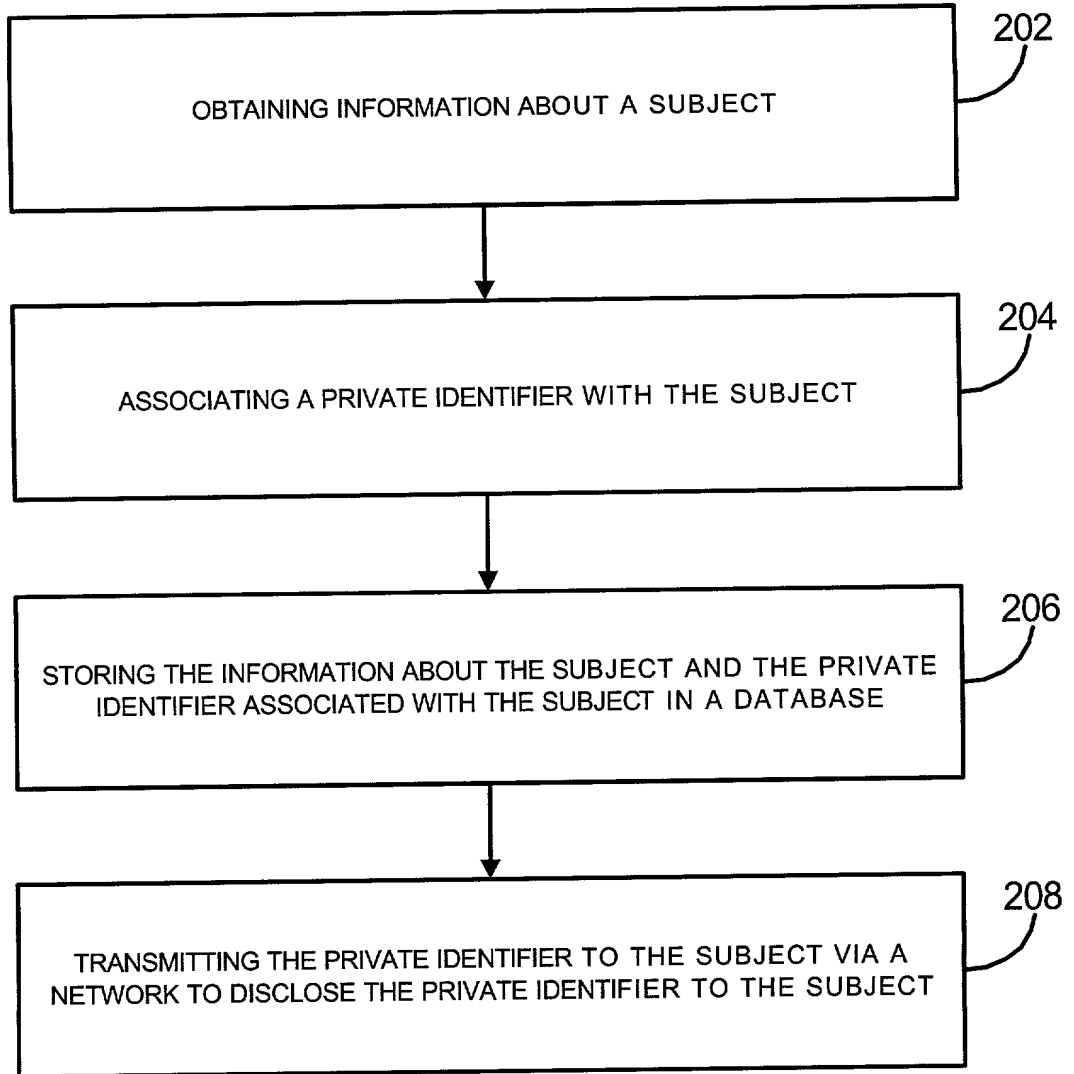 202
OBTAINING INFORMATION ABOUT A SUBJECT
204
ASSOCIATING A PRIVATE IDENTIFIER WITH THE SUBJECT
206
STORING THE INFORMATION ABOUT THE SUBJECT AND THE PRIVATE
IDENTIFIER ASSOCIATED WITH THE SUBJECT IN A DATABASE
208
TRANSMITTING THE PRIVATE IDENTIFIER TO THE SUBJECT VIA A
NETWORK TO DISCLOSE THE PRIVATE IDENTIFIER TO THE SUBJECT